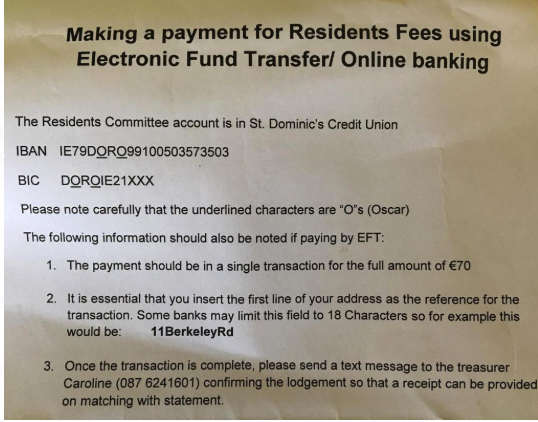 Making a payment for Residents Fees using
Electronic Fund Transfer/ Online banking
The Residents Committee account is in St. Dominic's Credit Union
IBAN IE79DORO99100503573503
BIC DOROIE21XXX
Please note carefully that the underlined characters are "O"s (Oscar)
The following information should also be noted if paying by EFT:
1. The payment should be in a single transaction for the full amount of €70
2. It is essential that you insert the first line of your address as the reference for the
transaction. Some banks may limit this field to 18 Characters so for example this
would be: 11BerkeleyRd
3. Once the transaction is complete, please send a text message to the treasurer
Caroline (087 6241601) confirming the lodgement so that a receipt can be provided
on matching with statement.